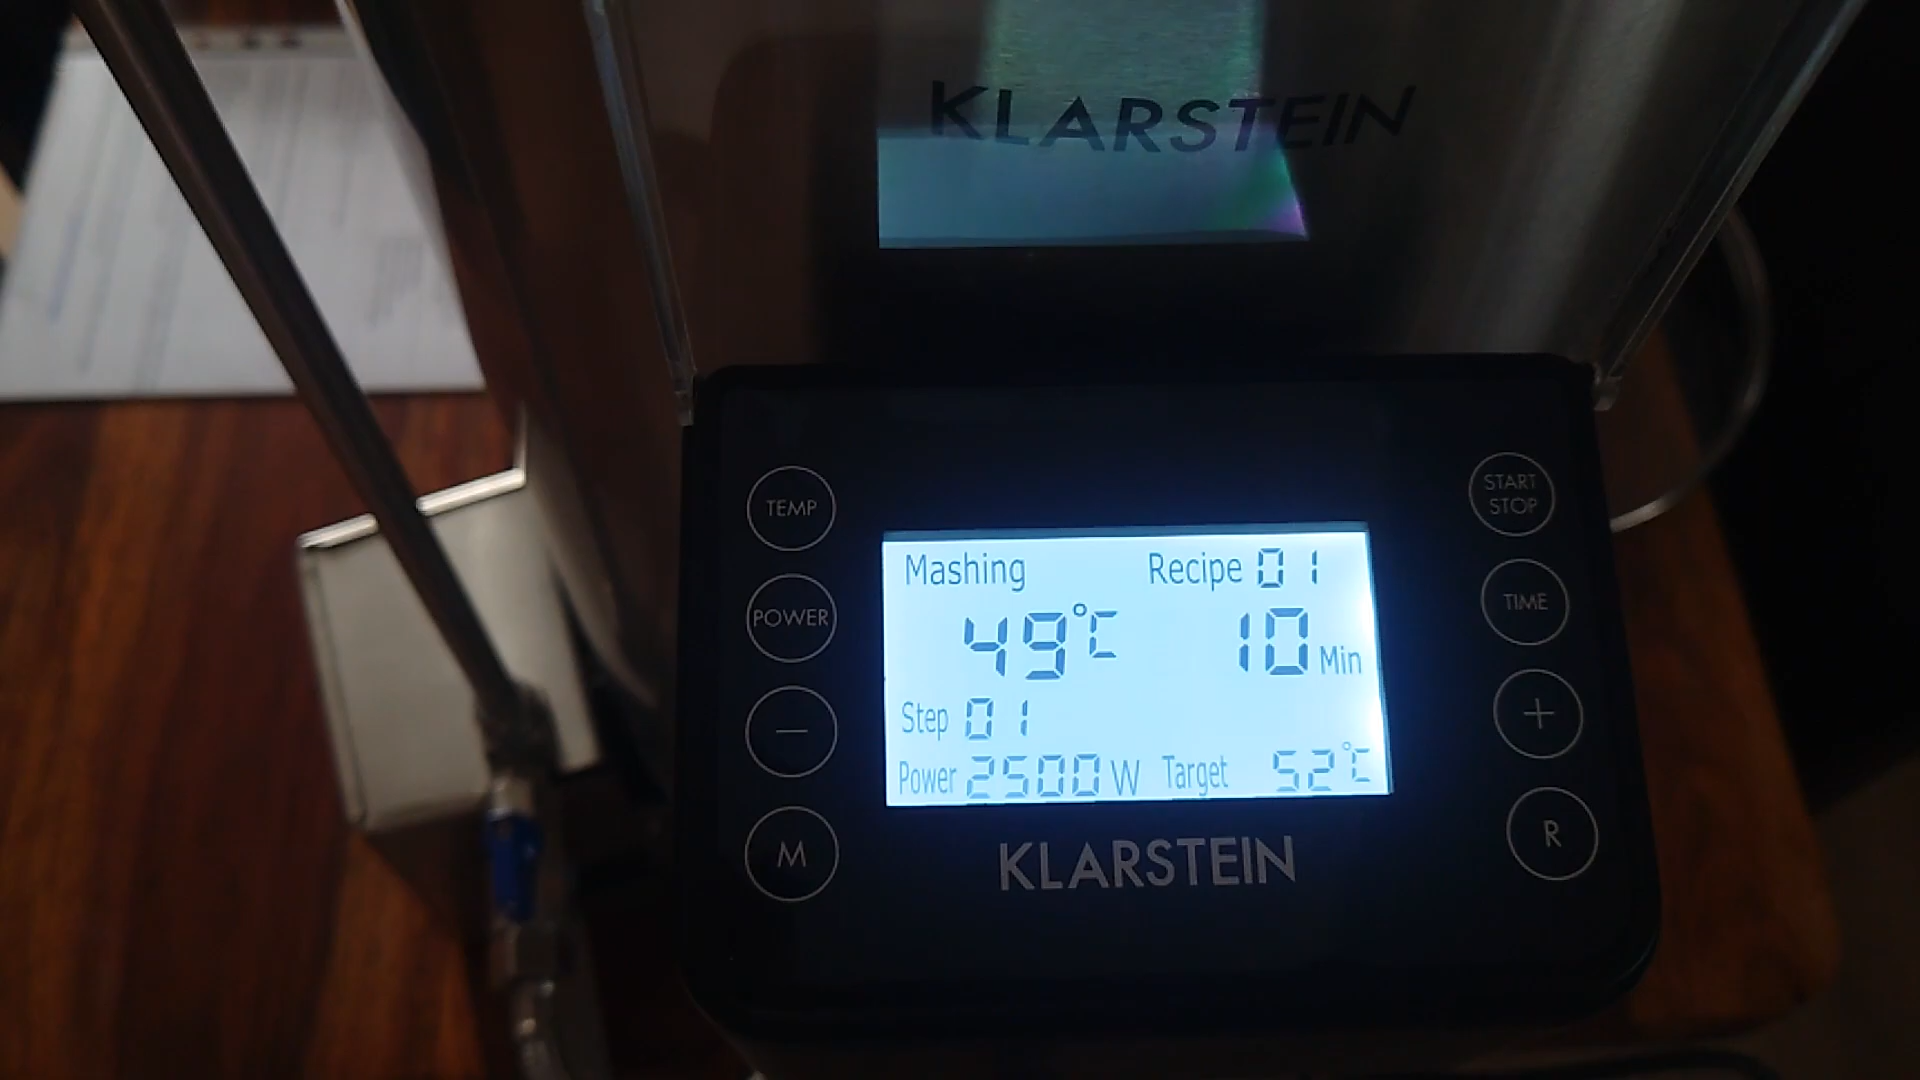 KLARSTEIN
TEMP
START
STOP
POWER
TIME
Mashing Recipe 01
49°C 10 Min
Step 01
Power 2500 W Target 52°C
−
+
M
R
KLARSTEIN